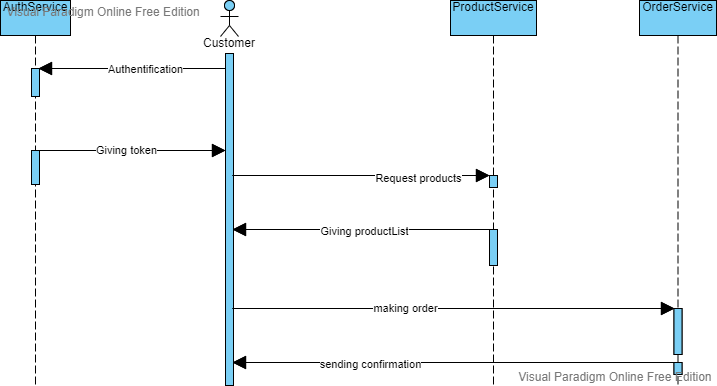 AuthService
Visual Paradigm Online Free Edition
Customer
ProductService
OrderService
Authentification
Giving token
Request products
Giving productList
making order
sending confirmation
Visual Paradigm Online Free Edition